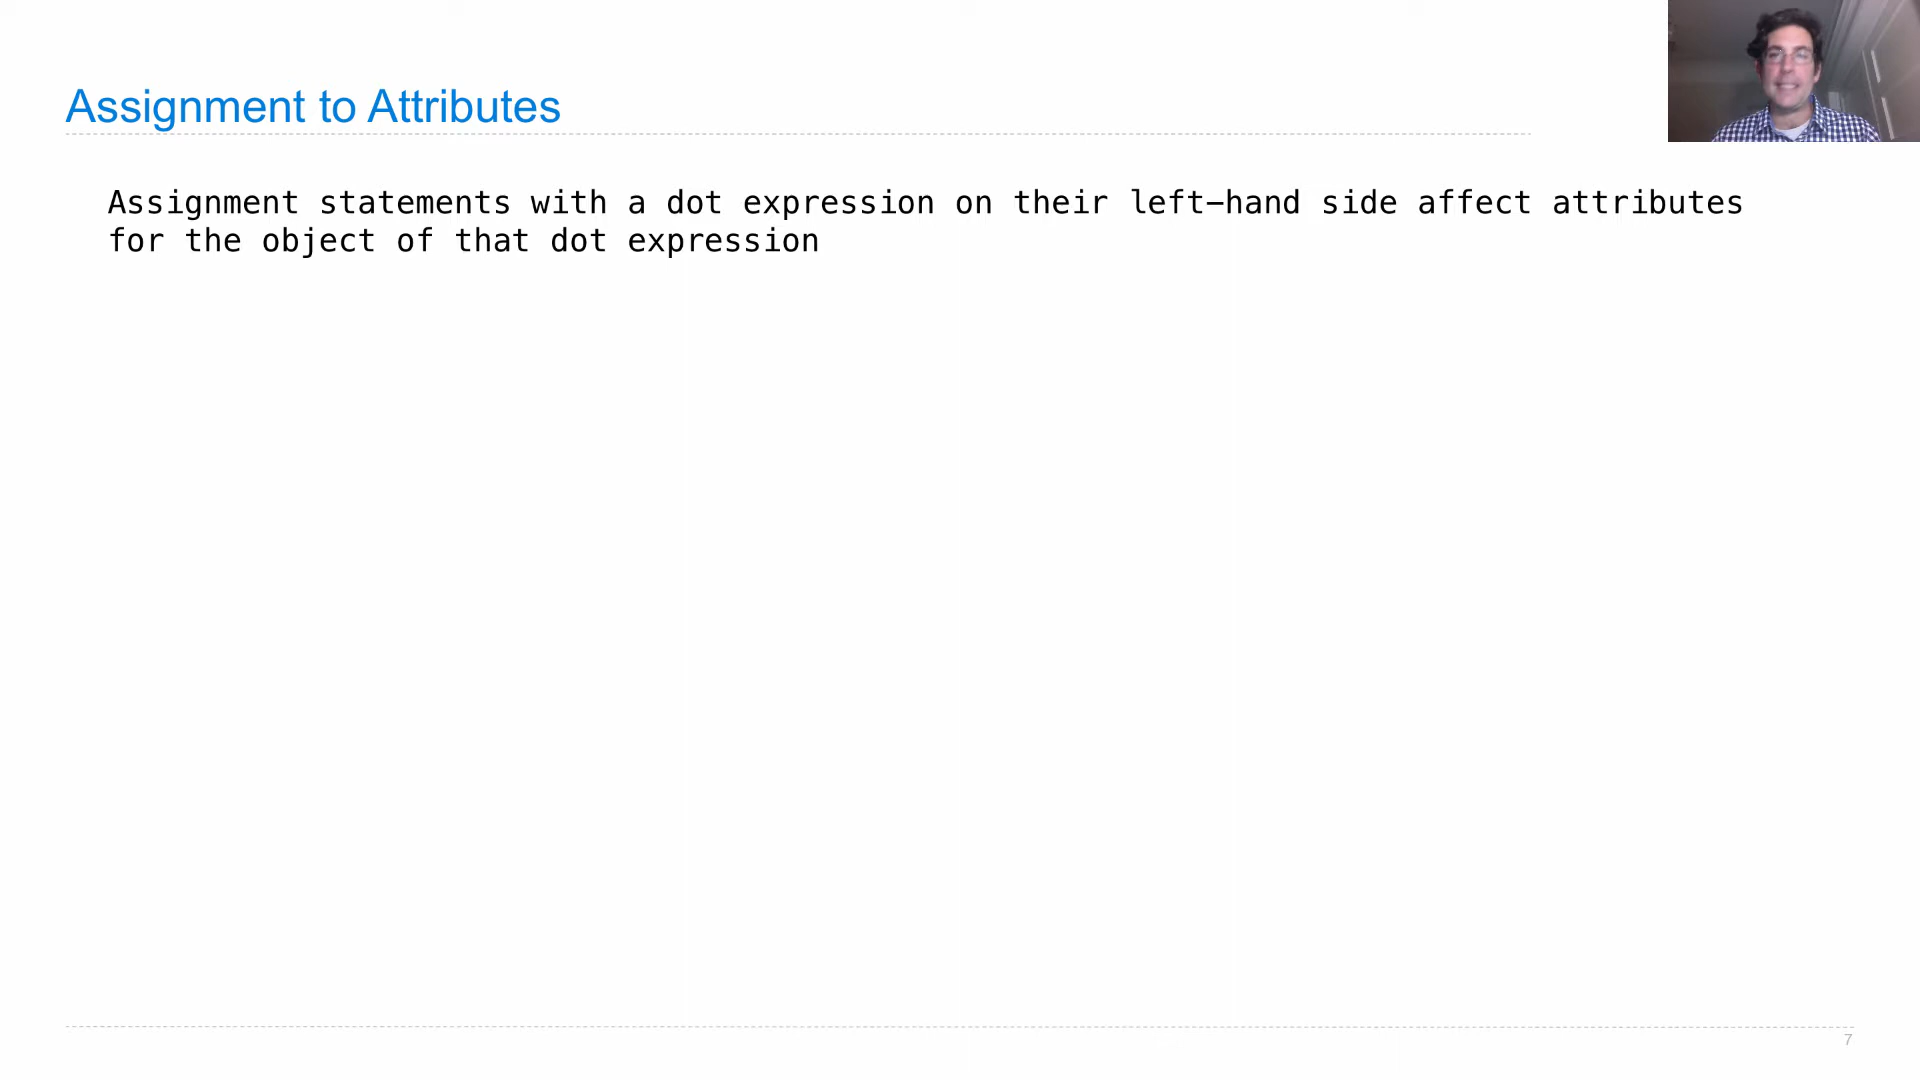 Assignment to Attributes
Assignment statements with a dot expression on their left-hand side affect attributes
for the object of that dot expression
7